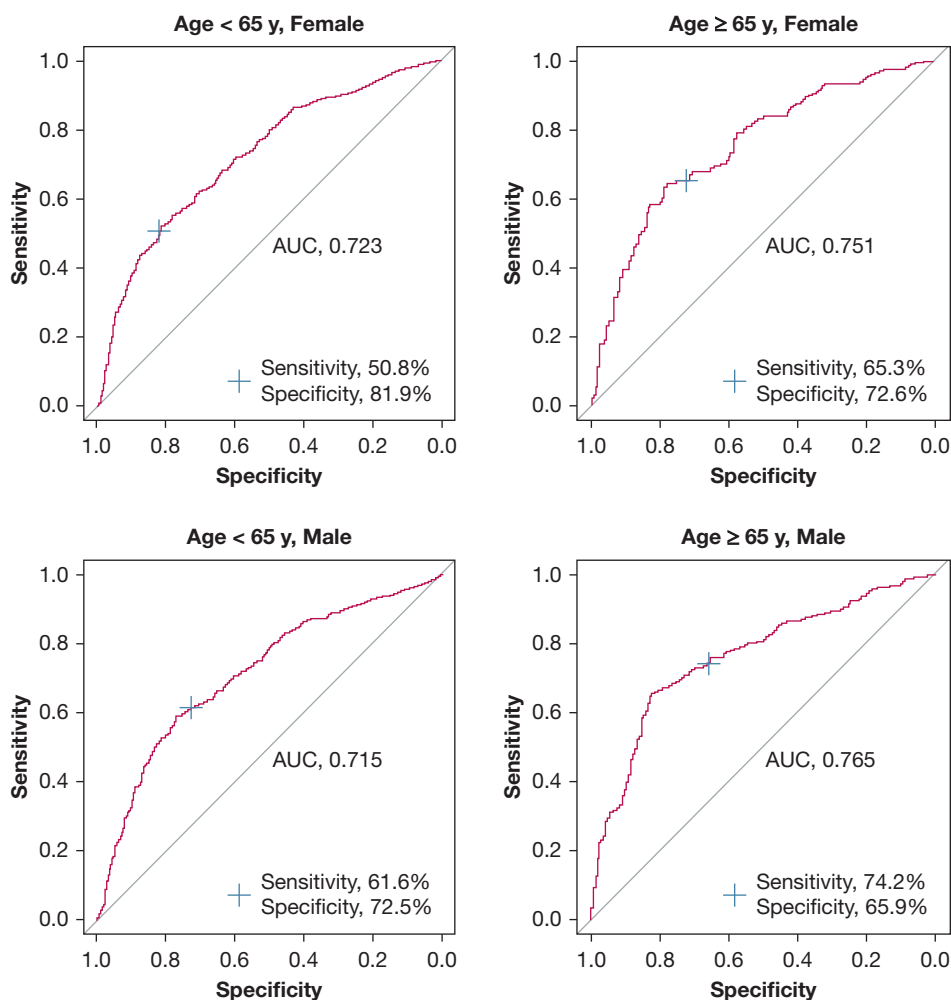 Age < 65 y, Female
1.0
0.8
0.6
0.4
0.2
0.0
Sensitivity
AUC, 0.723
Sensitivity, 50.8%
Specificity, 81.9%
1.0 0.8 0.6 0.4 0.2 0.0
Specificity
Age ≥ 65 y, Female
1.0
0.8
0.6
0.4
0.2
0.0
Sensitivity
AUC, 0.751
Sensitivity, 65.3%
Specificity, 72.6%
1.0 0.8 0.6 0.4 0.2 0.0
Specificity
Age < 65 y, Male
1.0
0.8
0.6
0.4
0.2
0.0
Sensitivity
AUC, 0.715
Sensitivity, 61.6%
Specificity, 72.5%
1.0 0.8 0.6 0.4 0.2 0.0
Specificity
Age ≥ 65 y, Male
1.0
0.8
0.6
0.4
0.2
0.0
Sensitivity
AUC, 0.765
Sensitivity, 74.2%
Specificity, 65.9%
1.0 0.8 0.6 0.4 0.2 0.0
Specificity